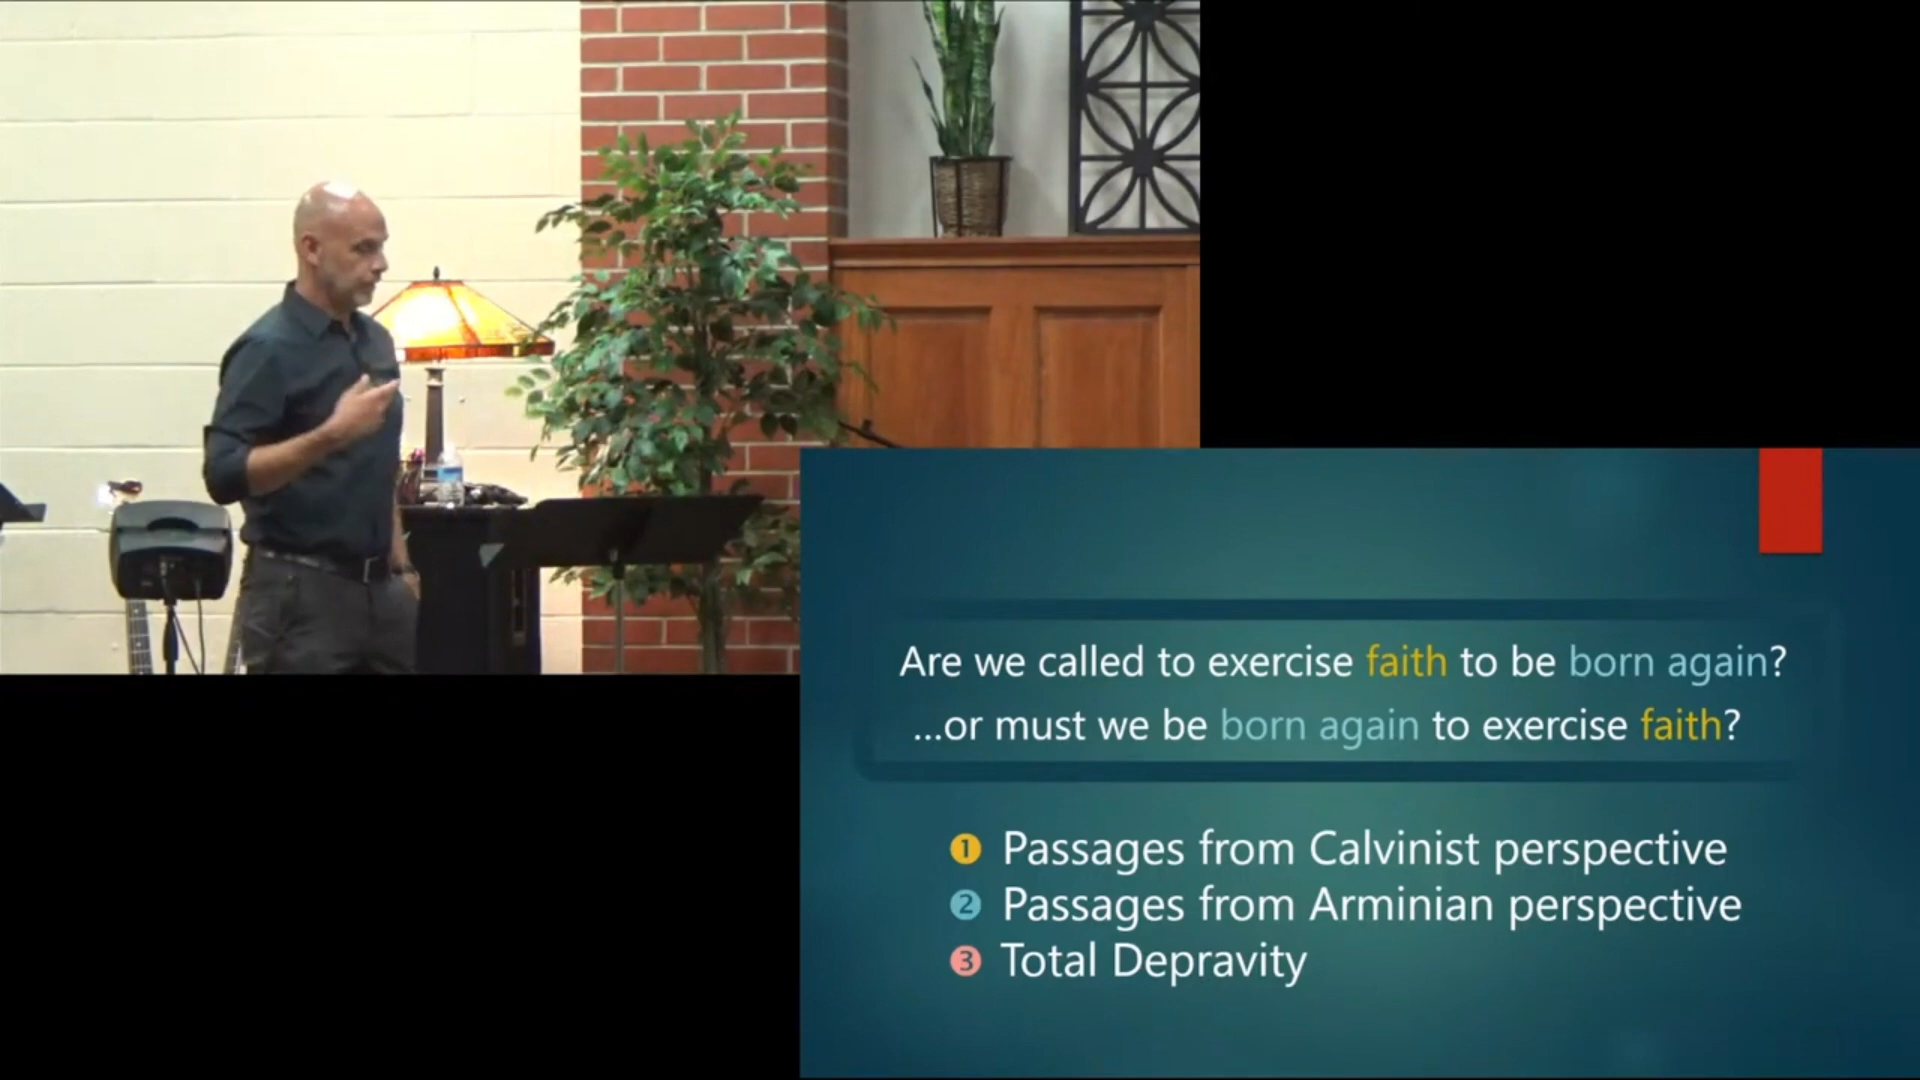 Are we called to exercise faith to be born again?
...or must we be born again to exercise faith?
1 Passages from Calvinist perspective
2 Passages from Arminian perspective
3 Total Depravity